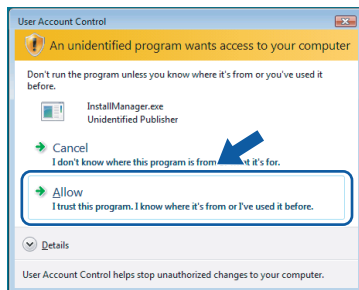 User Account Control
An unidentified program wants access to your computer
Don't run the program unless you know where it's from or you've used it
before.
InstallManager.exe
Unidentified Publisher
Cancel
I don't know where this program is from it's for.
Allow
I trust this program. I know where it's from or I've used it before.
Details
User Account Control helps stop unauthorized changes to your computer.